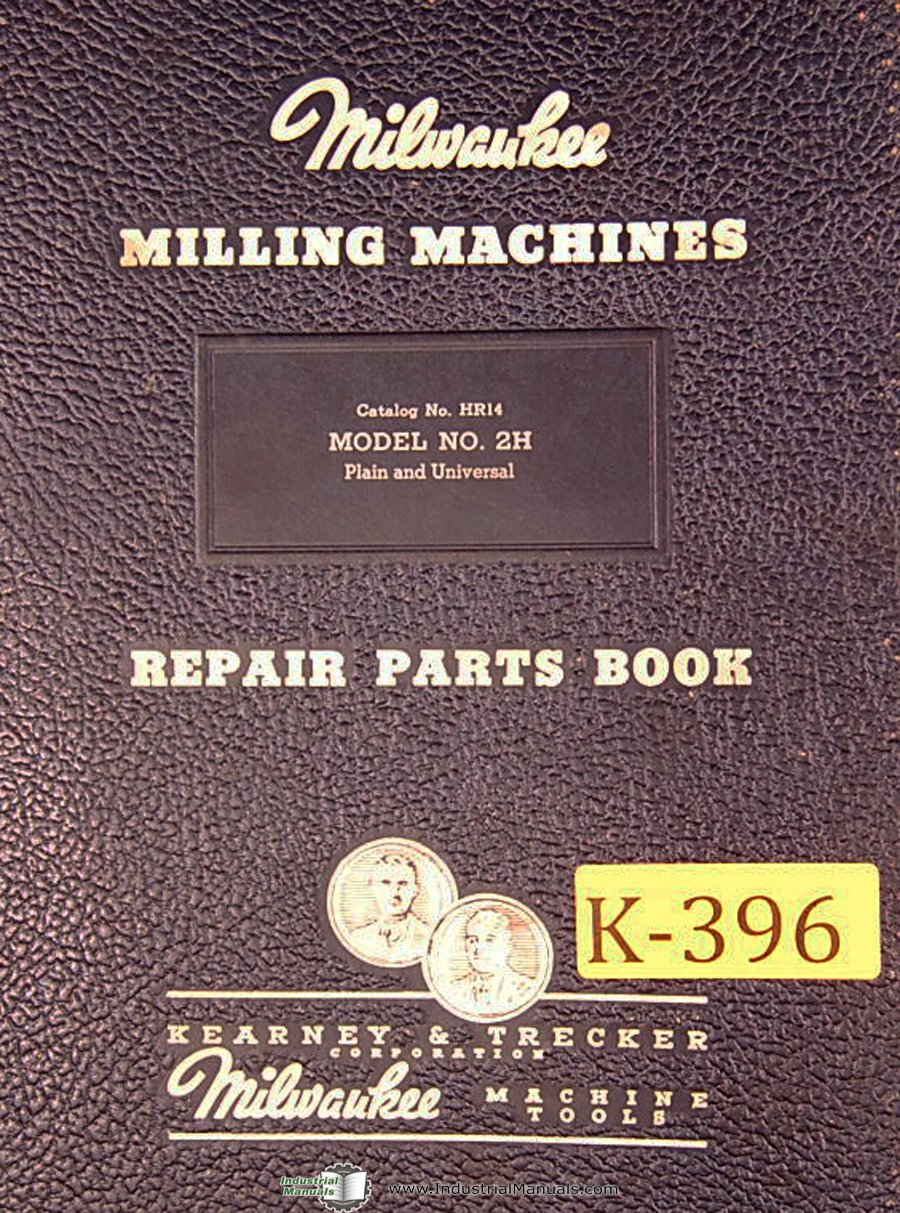 Milwaukee
MILLING MACHINES
Catalog No. HR14
MODEL NO. 2H
Plain and Universal
REPAIR PARTS BOOK
K-396
KEARNEY & TRECKER
CORPORATION
Milwaukee MACHINE
TOOLS
Industrial
Manuals
www.IndustrialManuals.com